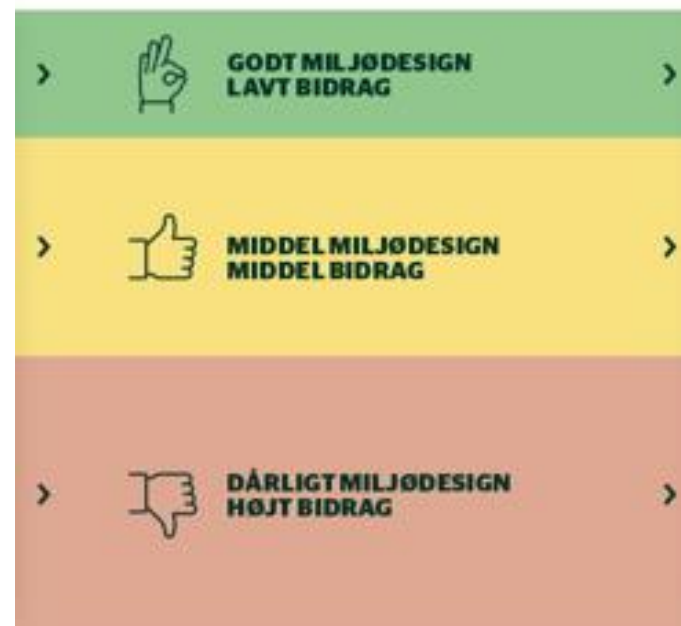 GODT MILJØDESIGN
LAVT BIDRAG
MIDDEL MILJØDESIGN
MIDDEL BIDRAG
DÅRLIGT MILJØDESIGN
HØJT BIDRAG